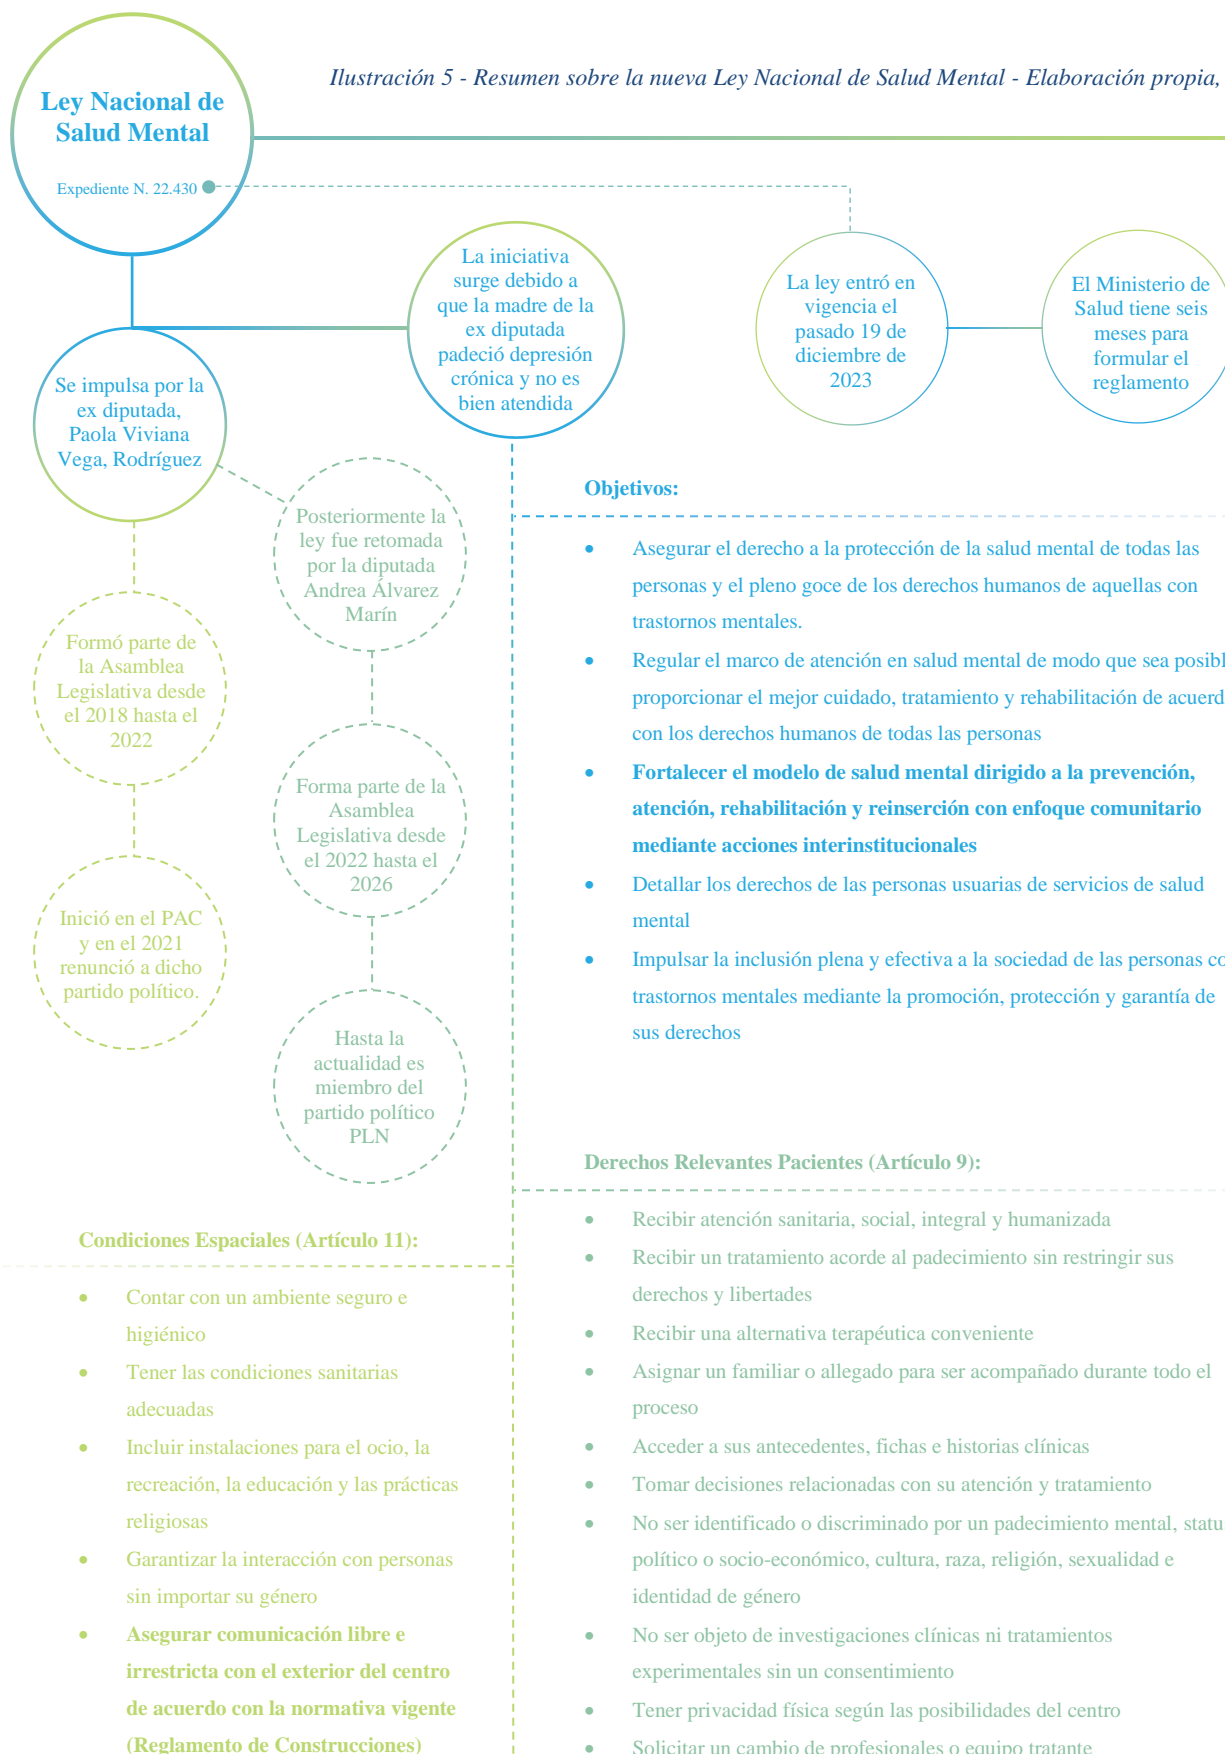 Ilustración 5 - Resumen sobre la nueva Ley Nacional de Salud Mental - Elaboración propia,
Ley Nacional de
Salud Mental
Expediente N. 22.430
La iniciativa
surge debido a
que la madre de la
ex diputada
padeció depresión
crónica y no es
bien atendida
La ley entró en
vigencia el
pasado 19 de
diciembre de
2023
El Ministerio de
Salud tiene seis
meses para
formular el
reglamento
Se impulsa por la
ex diputada,
Paola Viviana
Vega, Rodríguez
Posteriormente la
ley fue retomada
por la diputada
Andrea Álvarez
Marín
Formó parte de
la Asamblea
Legislativa desde
el 2018 hasta el
2022
Forma parte de la
Asamblea
Legislativa desde
el 2022 hasta el
2026
Inició en el PAC
y en el 2021
renunció a dicho
partido político.
Hasta la
actualidad es
miembro del
partido político
PLN
Objetivos:
• Asegurar el derecho a la protección de la salud mental de todas las
personas y el pleno goce de los derechos humanos de aquellas con
trastornos mentales.
• Regular el marco de atención en salud mental de modo que sea posibl
proporcionar el mejor cuidado, tratamiento y rehabilitación de acuerd
con los derechos humanos de todas las personas
• Fortalecer el modelo de salud mental dirigido a la prevención,
atención, rehabilitación y reinserción con enfoque comunitario
mediante acciones interinstitucionales
• Detallar los derechos de las personas usuarias de servicios de salud
mental
• Impulsar la inclusión plena y efectiva a la sociedad de las personas co
trastornos mentales mediante la promoción, protección y garantía de
sus derechos
Derechos Relevantes Pacientes (Artículo 9):
• Recibir atención sanitaria, social, integral y humanizada
• Recibir un tratamiento acorde al padecimiento sin restringir sus
derechos y libertades
• Recibir una alternativa terapéutica conveniente
• Asignar un familiar o allegado para ser acompañado durante todo el
proceso
• Acceder a sus antecedentes, fichas e historias clínicas
• Tomar decisiones relacionadas con su atención y tratamiento
• No ser identificado o discriminado por un padecimiento mental, statu
político o socio-económico, cultura, raza, religión, sexualidad e
identidad de género
• No ser objeto de investigaciones clínicas ni tratamientos
experimentales sin un consentimiento
• Tener privacidad física según las posibilidades del centro
• Solicitar un cambio de profesionales o equipo tratante
Condiciones Espaciales (Artículo 11):
• Contar con un ambiente seguro e
higiénico
• Tener las condiciones sanitarias
adecuadas
• Incluir instalaciones para el ocio, la
recreación, la educación y las prácticas
religiosas
• Garantizar la interacción con personas
sin importar su género
• Asegurar comunicación libre e
irrestricta con el exterior del centro
de acuerdo con la normativa vigente
(Reglamento de Construcciones)